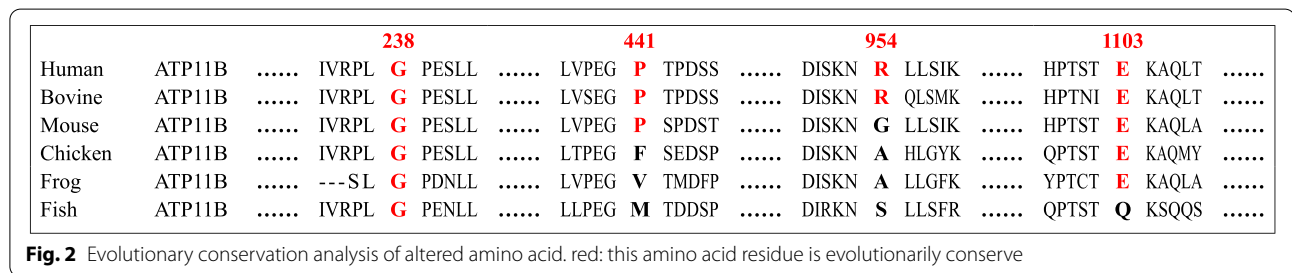 238 441 954 1103
Human ATP11B ...... IVRPL G PESLL ...... LVPEG P TPDSS ...... DISKN R LLSIK ...... HPTST E KAQLT ......
Bovine ATP11B ...... IVRPL G PESLL ...... LVSEG P TPDSS ...... DISKN R QLSMK ...... HPTNI E KAQLT ......
Mouse ATP11B ...... IVRPL G PESLL ...... LVPEG P SPDST ...... DISKN G LLSIK ...... HPTST E KAQLA ......
Chicken ATP11B ...... IVRPL G PESLL ...... LTPEG F SEDSP ...... DISKN A HLGYK ...... QPTST E KAQMY ......
Frog ATP11B ...... ---SL G PDNLL ...... LVPEG V TMDFP ...... DISKN A LLGFK ...... YPTCT E KAQLA ......
Fish ATP11B ...... IVRPL G PENLL ...... LLPEG M TDDSP ...... DIRKN S LLSFR ...... QPTST Q KSQQS ......
Fig. 2 Evolutionary conservation analysis of altered amino acid. red: this amino acid residue is evolutionarily conserve